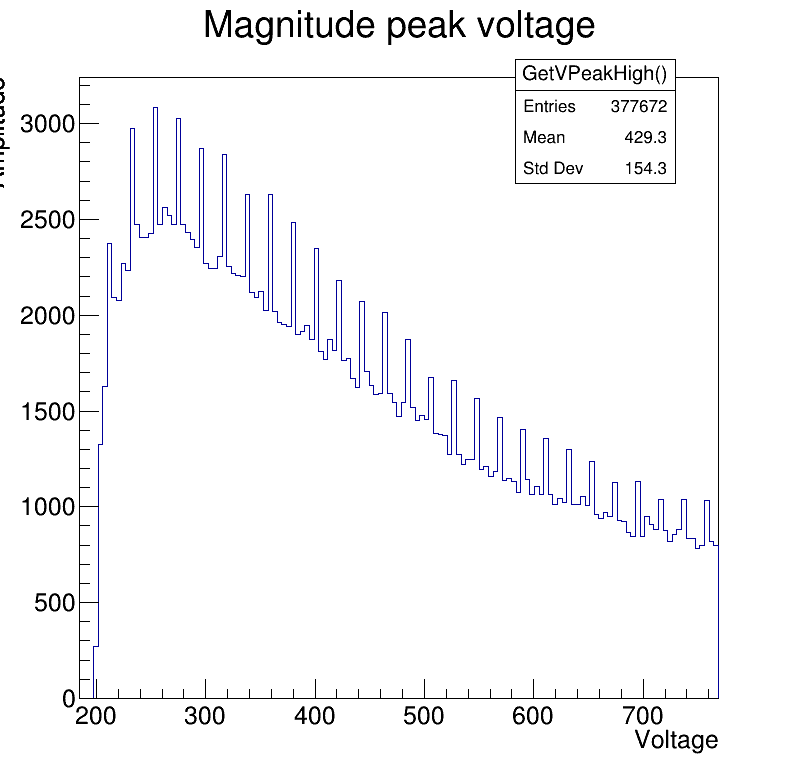 Magnitude peak voltage
GetVPeakHigh()
Entries 377672
Mean 429.3
Std Dev 154.3
3000
2500
2000
1500
1000
500
0
200 300 400 500 600 700
Voltage